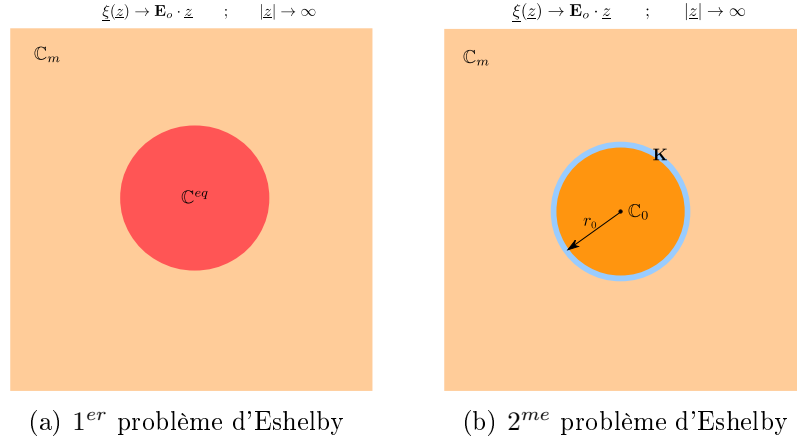 ξ(z) → E_o · z ; |z| → ∞
ξ(z) → E_o · z ; |z| → ∞
ℂ_m
ℂ_m
K
ℂ^eq
ℂ_0
r_0
(a) 1^er problème d'Eshelby
(b) 2^me problème d'Eshelby